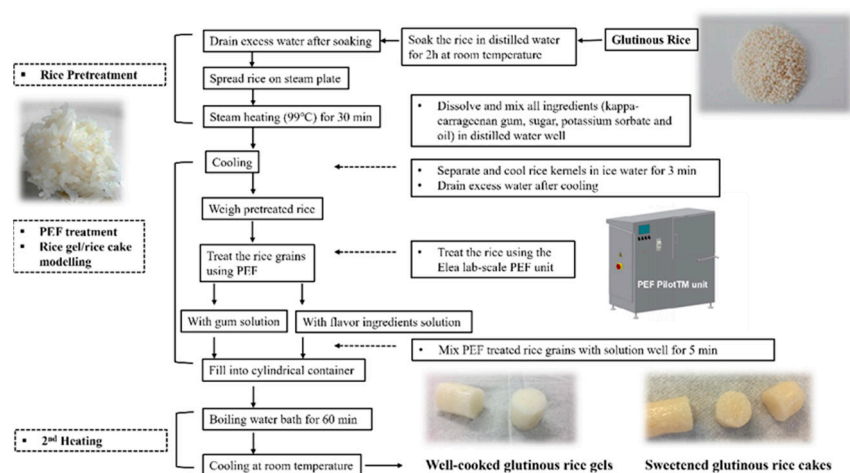 Drain excess water after soaking
Soak the rice in distilled water
for 2h at room temperature
Glutinous Rice
▪ Rice Pretreatment
Spread rice on steam plate
Steam heating (99℃) for 30 min
• Dissolve and mix all ingredients (kappa-
carrageenan gum, sugar, potassium sorbate and
oil) in distilled water well
Cooling
• Separate and cool rice kernels in ice water for 3 min
• Drain excess water after cooling
Weigh pretreated rice
▪ PEF treatment
▪ Rice gel/rice cake
modelling
Treat the rice grains
using PEF
• Treat the rice using the
Elea lab-scale PEF unit
PEF PilotTM unit
With gum solution
With flavor ingredients solution
• Mix PEF treated rice grains with solution well for 5 min
Fill into cylindrical container
Boiling water bath for 60 min
▪ 2nd Heating
Cooling at room temperature
Well-cooked glutinous rice gels
Sweetened glutinous rice cakes